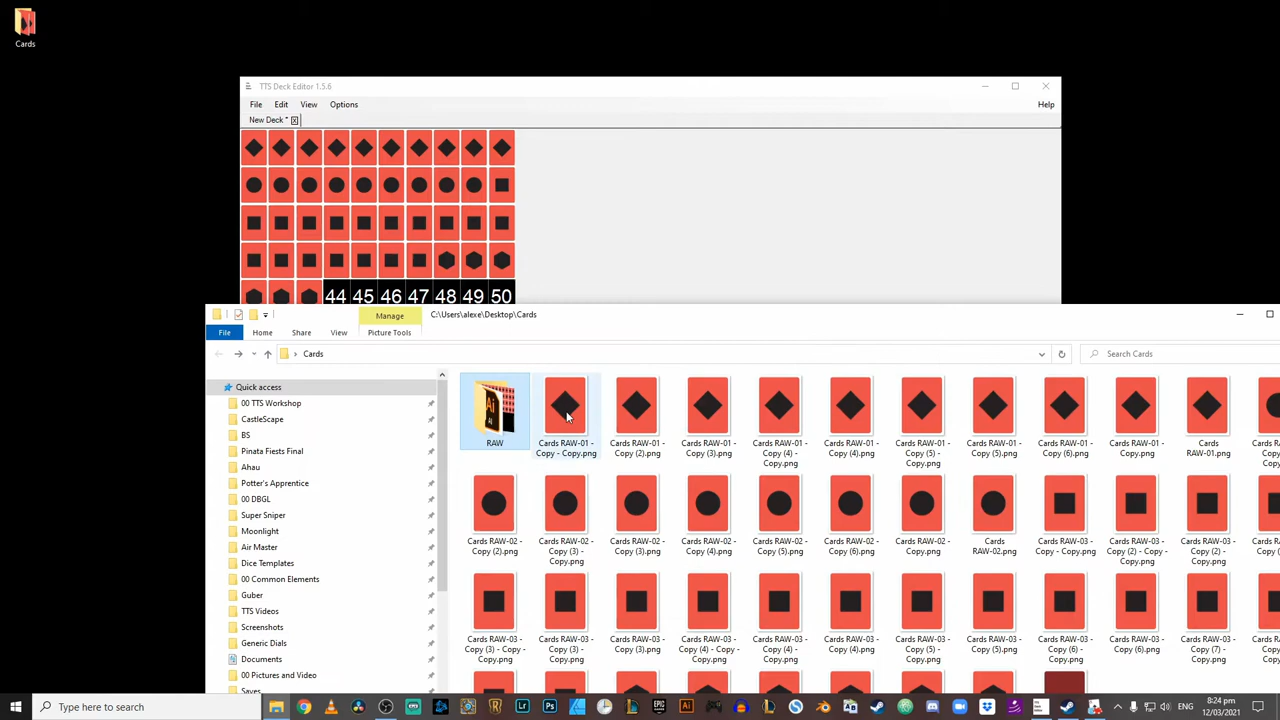 Cards
TTS Deck Editor 1.5.6
File Edit View Options Help
New Deck *
44 45 46 47 48 49 50
Manage C:\Users\alexe\Desktop\Cards
File Home Share View Picture Tools
Cards Search Cards
Quick access
00 TTS Workshop
CastleScape
BS
Pinata Fiests Final
Ahau
Potter's Apprentice
00 DBGL
Super Sniper
Moonlight
Air Master
Dice Templates
00 Common Elements
Guber
TTS Videos
Screenshots
Generic Dials
Documents
00 Pictures and Video
Saves
RAW
Cards RAW-01 - Copy - Copy.png
Cards RAW-01 - Copy (2).png
Cards RAW-01 - Copy (3).png
Cards RAW-01 - Copy (4) - Copy.png
Cards RAW-01 - Copy (4).png
Cards RAW-01 - Copy (5) - Copy.png
Cards RAW-01 - Copy (5).png
Cards RAW-01 - Copy (6).png
Cards RAW-01 - Copy.png
Cards RAW-01.png
Cards RAW-02 - Copy (2).png
Cards RAW-02 - Copy (3) - Copy.png
Cards RAW-02 - Copy (3).png
Cards RAW-02 - Copy (4).png
Cards RAW-02 - Copy (5).png
Cards RAW-02 - Copy (6).png
Cards RAW-02 - Copy.png
Cards RAW-02.png
Cards RAW-03 - Copy - Copy.png
Cards RAW-03 - Copy (2) - Copy - Copy.png
Cards RAW-03 - Copy (2) - Copy.png
Cards RAW-03 - Copy (3) - Copy - Copy.png
Cards RAW-03 - Copy (3) - Copy.png
Cards RAW-03 - Copy (3).png
Cards RAW-03 - Copy (4) - Copy - Copy.png
Cards RAW-03 - Copy (4) - Copy.png
Cards RAW-03 - Copy (4).png
Cards RAW-03 - Copy (5) - Copy.png
Cards RAW-03 - Copy (5).png
Cards RAW-03 - Copy (6) - Copy.png
Cards RAW-03 - Copy (6).png
Cards RAW-03 - Copy (7) - Copy.png
Type here to search
8:24 pm
12/03/2021